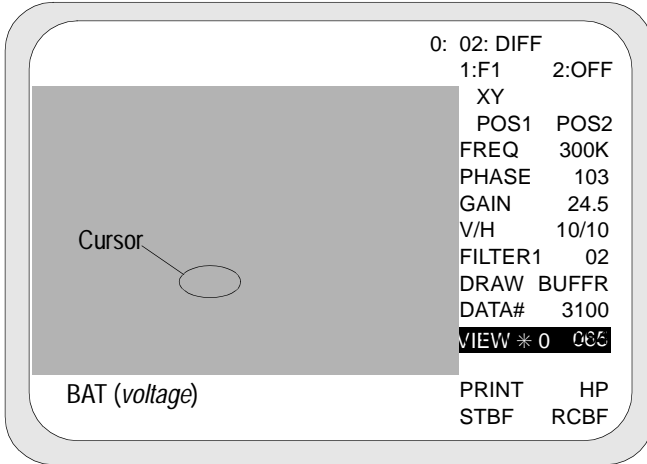 0: 02: DIFF
1:F1 2:OFF
XY
POS1 POS2
FREQ 300K
PHASE 103
GAIN 24.5
V/H 10/10
Cursor
FILTER1 02
DRAW BUFFR
DATA# 3100
VIEW ✳ 0
BAT (voltage)
PRINT HP
STBF RCBF